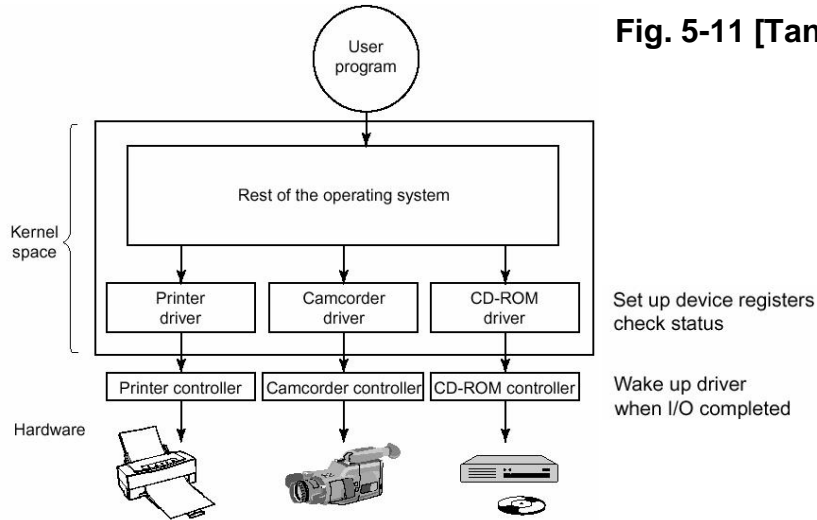 User
program
Fig. 5-11 [Tan
Kernel
space
Rest of the operating system
Printer
driver
Camcorder
driver
CD-ROM
driver
Set up device registers
check status
Printer controller
Camcorder controller
CD-ROM controller
Wake up driver
when I/O completed
Hardware